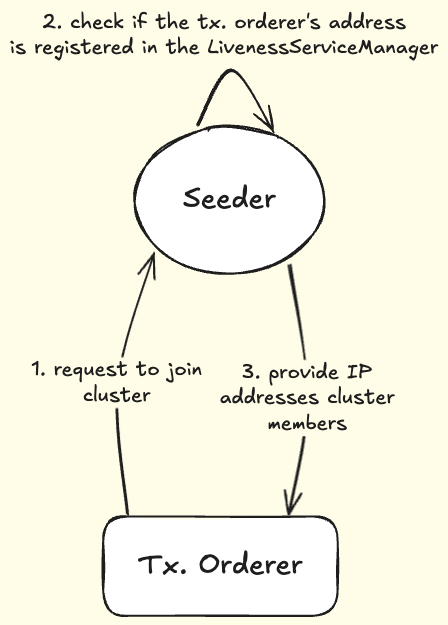 2. check if the tx. orderer's address
is registered in the LivenessServiceManager
Seeder
1. request to join
cluster
3. provide IP
addresses cluster
members
Tx. Orderer